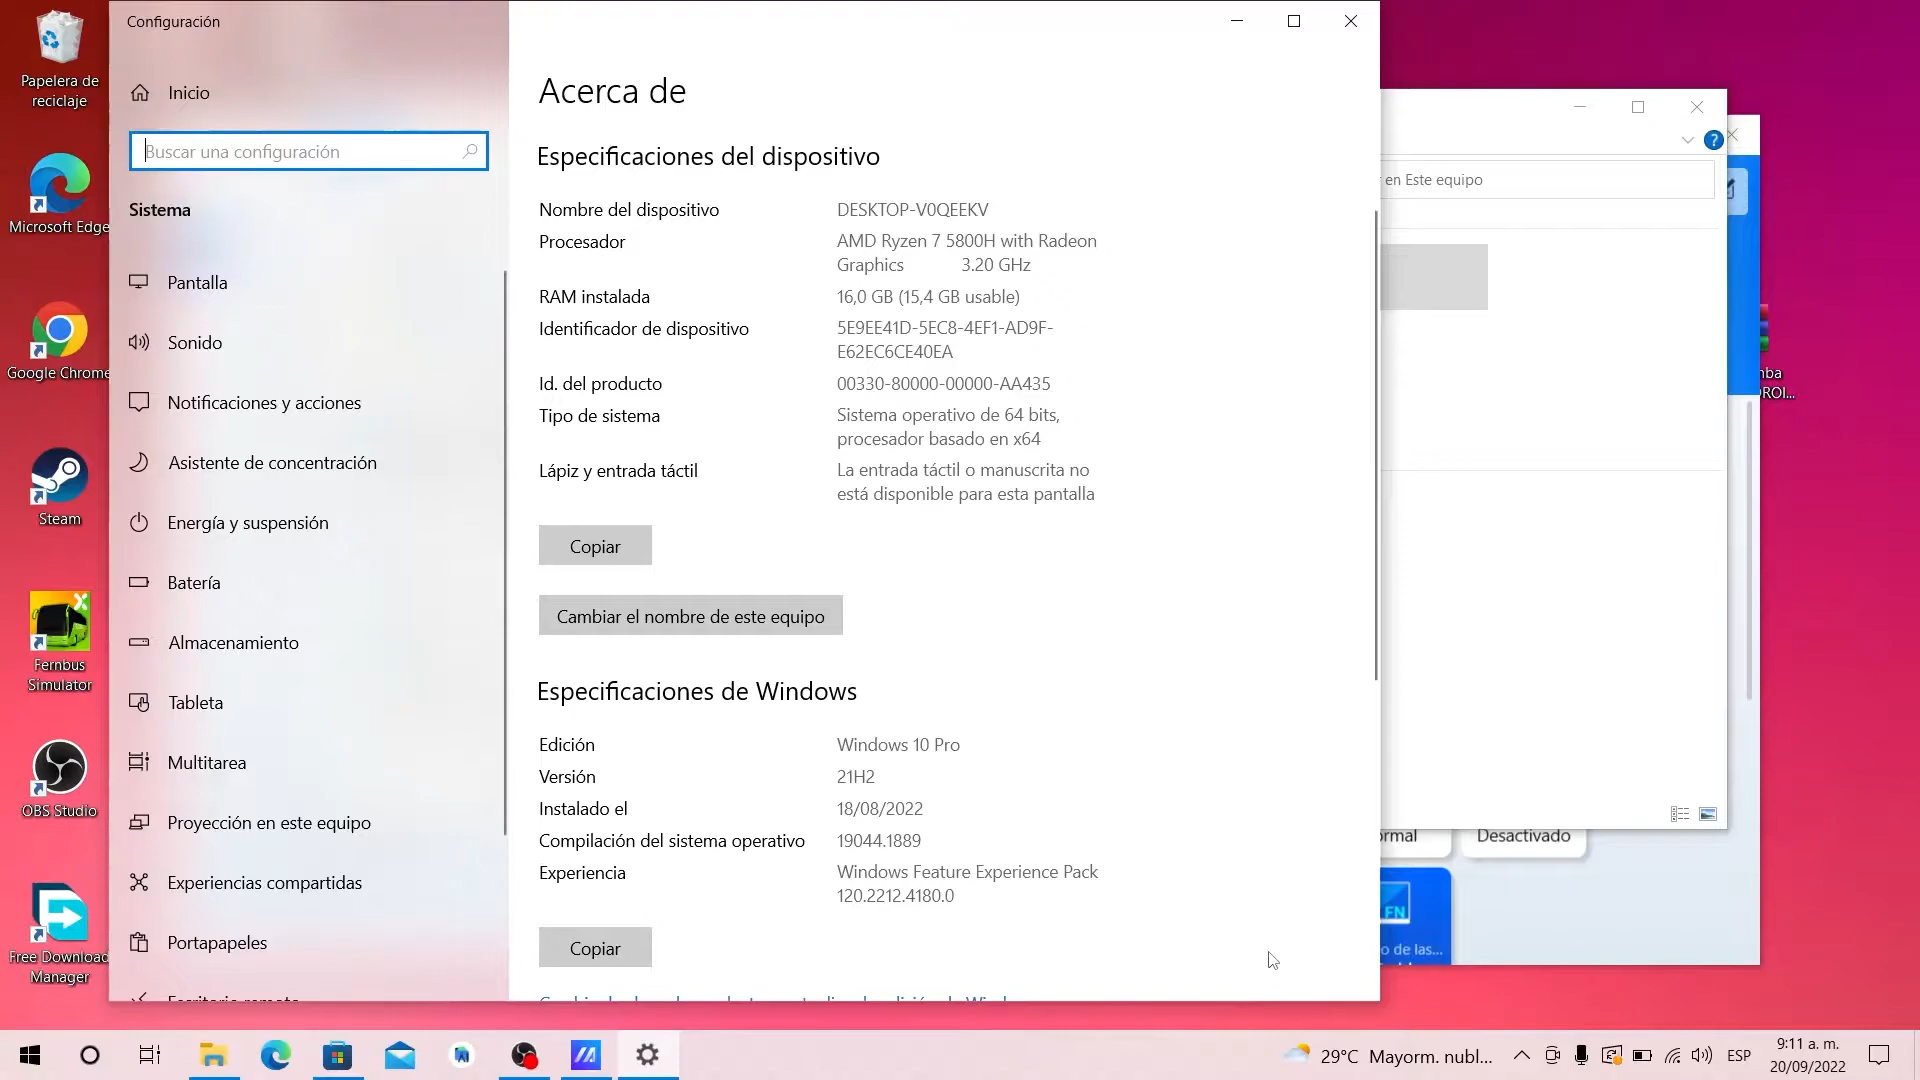 Configuración
Inicio
Buscar una configuración
Sistema
Pantalla
Sonido
Notificaciones y acciones
Asistente de concentración
Energía y suspensión
Batería
Almacenamiento
Tableta
Multitarea
Proyección en este equipo
Experiencias compartidas
Portapapeles
Escritorio remoto
Acerca de
Especificaciones del dispositivo
Nombre del dispositivo DESKTOP-V0QEEKV
Procesador AMD Ryzen 7 5800H with Radeon
Graphics 3.20 GHz
RAM instalada 16,0 GB (15,4 GB usable)
Identificador de dispositivo 5E9EE41D-5EC8-4EF1-AD9F-
E62EC6CE40EA
Id. del producto 00330-80000-00000-AA435
Tipo de sistema Sistema operativo de 64 bits,
procesador basado en x64
Lápiz y entrada táctil La entrada táctil o manuscrita no
está disponible para esta pantalla
Copiar
Cambiar el nombre de este equipo
Especificaciones de Windows
Edición Windows 10 Pro
Versión 21H2
Instalado el 18/08/2022
Compilación del sistema operativo 19044.1889
Experiencia Windows Feature Experience Pack
120.2212.4180.0
Copiar
Papelera de
reciclaje
Microsoft Edge
Google Chrome
Steam
Fernbus
Simulator
OBS Studio
Free Download
Manager
en Este equipo
nba
ROI...
rmal
Desactivado
FN
o de las...
29°C Mayorm. nubl...
ESP
9:11 a. m.
20/09/2022